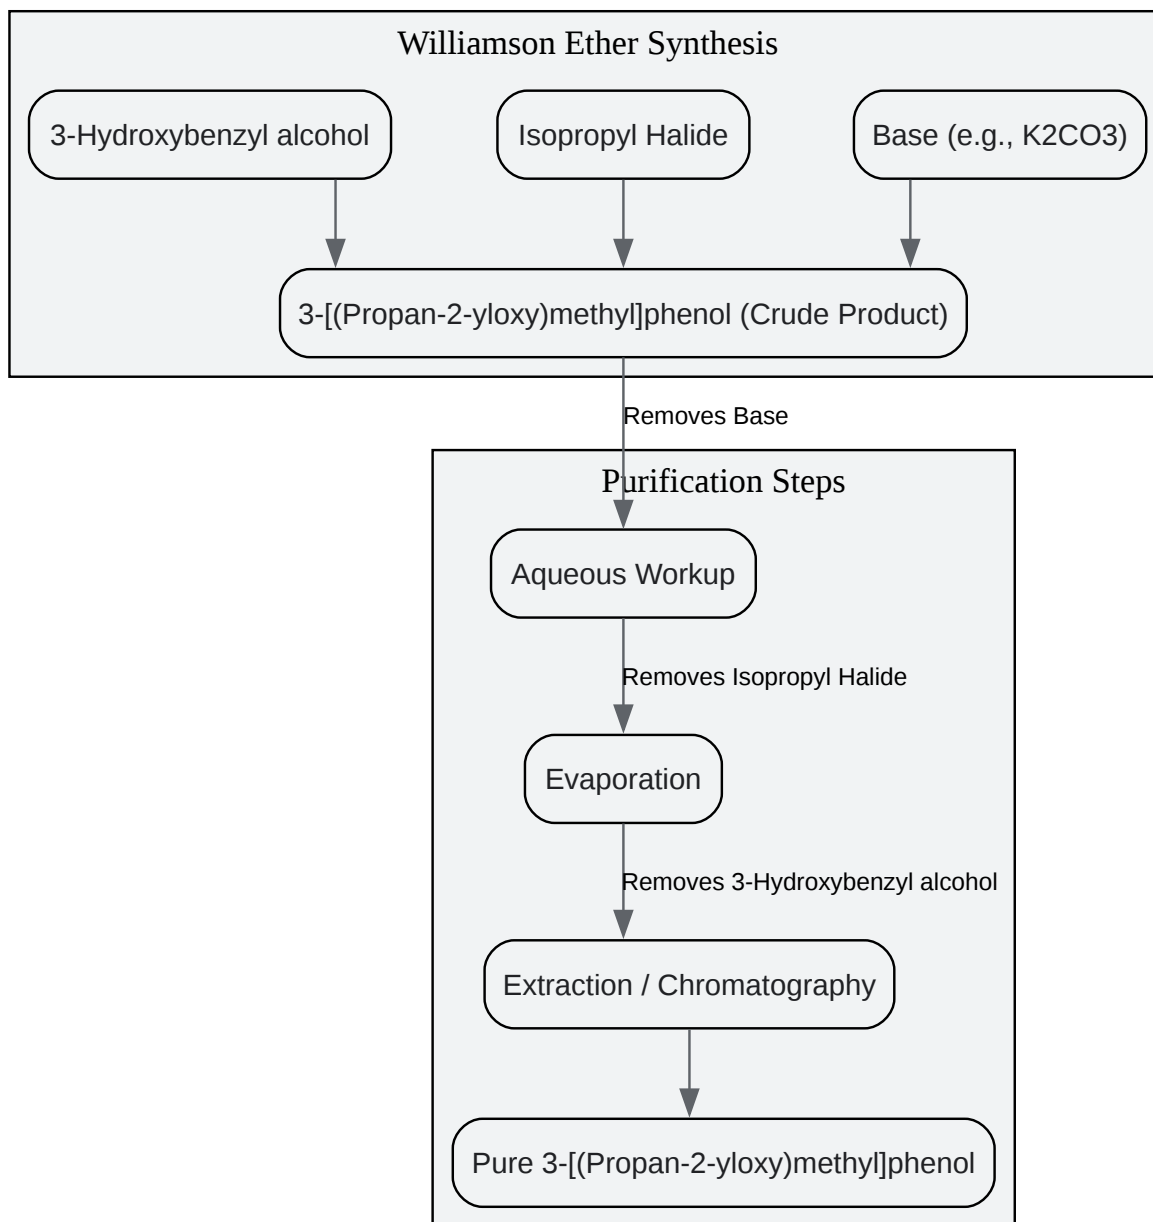 Williamson Ether Synthesis
3-Hydroxybenzyl alcohol
Isopropyl Halide
Base (e.g., K2CO3)
3-[(Propan-2-yloxy)methyl]phenol (Crude Product)
Removes Base
Purification Steps
Aqueous Workup
Removes Isopropyl Halide
Evaporation
Removes 3-Hydroxybenzyl alcohol
Extraction / Chromatography
Pure 3-[(Propan-2-yloxy)methyl]phenol